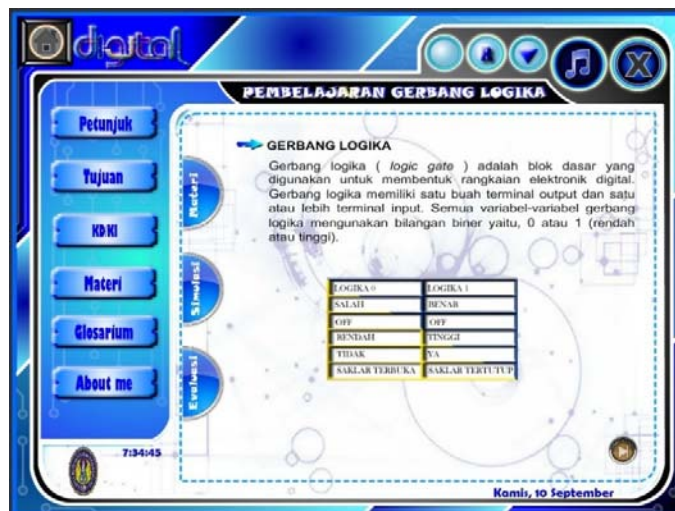 digital
A
X
PEMBELAJARAN GERBANG LOGIKA
Petunjuk
Tujuan
KD KI
Materi
Glosarium
About me
Materi
Simulasi
Evaluasi
GERBANG LOGIKA
Gerbang logika ( logic gate ) adalah blok dasar yang
digunakan untuk membentuk rangkaian elektronik digital.
Gerbang logika memiliki satu buah terminal output dan satu
atau lebih terminal input. Semua variabel-variabel gerbang
logika mengunakan bilangan biner yaitu, 0 atau 1 (rendah
atau tinggi).
LOGIKA 0 LOGIKA 1
SALAH BENAR
OFF OFF
RENDAH TINGGI
TIDAK YA
SAKLAR TERBUKA SAKLAR TERTUTUP
7:34:45
Kamis, 10 September